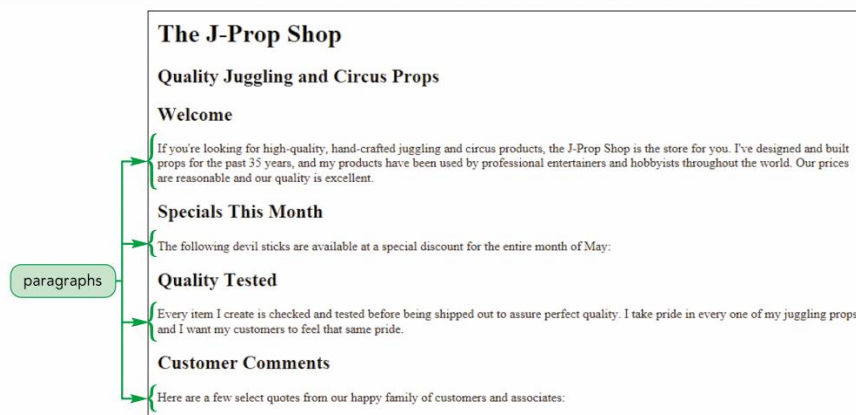 The J-Prop Shop
Quality Juggling and Circus Props
Welcome
If you're looking for high-quality, hand-crafted juggling and circus products, the J-Prop Shop is the store for you. I've designed and built
props for the past 35 years, and my products have been used by professional entertainers and hobbyists throughout the world. Our prices
are reasonable and our quality is excellent.
Specials This Month
The following devil sticks are available at a special discount for the entire month of May:
paragraphs
Quality Tested
Every item I create is checked and tested before being shipped out to assure perfect quality. I take pride in every one of my juggling props
and I want my customers to feel that same pride.
Customer Comments
Here are a few select quotes from our happy family of customers and associates: